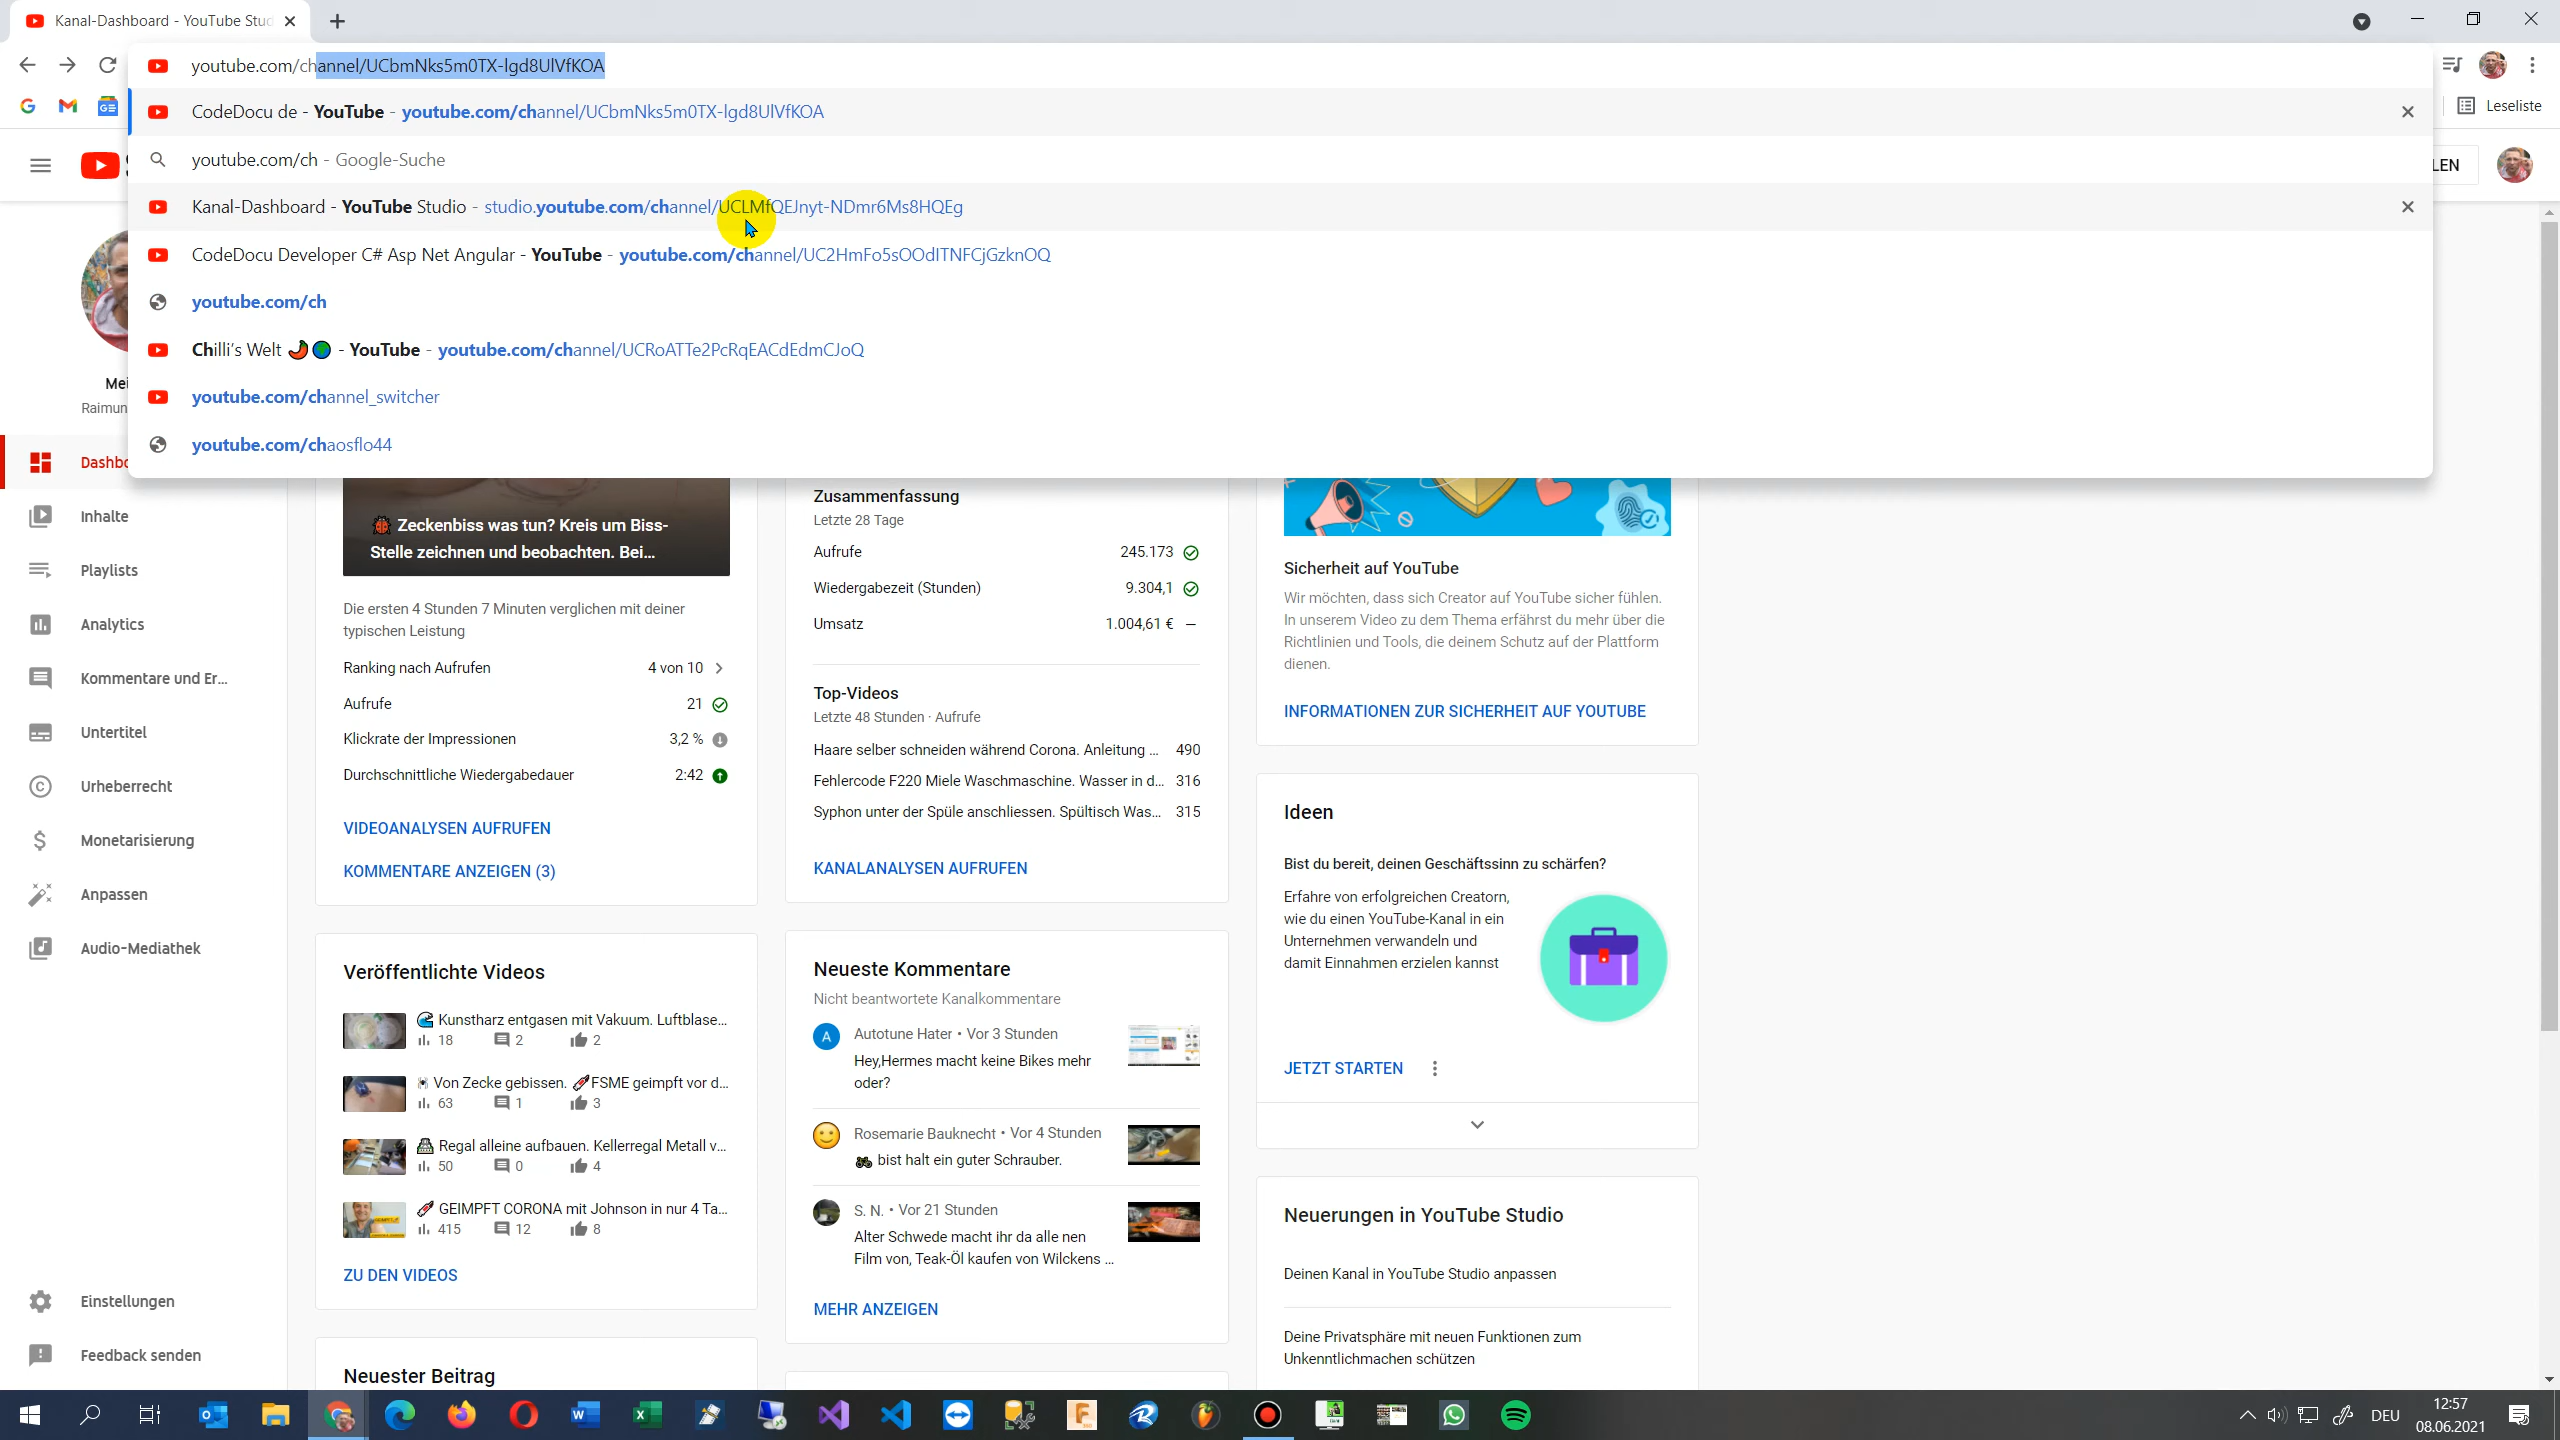 Kanal-Dashboard - YouTube Stud
youtube.com/channel/UCbmNks5m0TX-lgd8UlVfKOA
CodeDocu de - YouTube - youtube.com/channel/UCbmNks5m0TX-lgd8UlVfKOA
Leseliste
youtube.com/ch - Google-Suche
LEN
Kanal-Dashboard - YouTube Studio - studio.youtube.com/channel/UCLMfQEJnyt-NDmr6Ms8HQEg
CodeDocu Developer C# Asp Net Angular - YouTube - youtube.com/channel/UC2HmFo5sOOdITNFCjGzknOQ
youtube.com/ch
Chilli's Welt 🌶🌍 - YouTube - youtube.com/channel/UCRoATTe2PcRqEACdEdmCJoQ
youtube.com/channel_switcher
youtube.com/chaosflo44
Mei
Raimun
Dashbo
Inhalte
Playlists
Analytics
Kommentare und Er...
Untertitel
Urheberrecht
Monetarisierung
Anpassen
Audio-Mediathek
Einstellungen
Feedback senden
🐞 Zeckenbiss was tun? Kreis um Biss-
Stelle zeichnen und beobachten. Bei...
Die ersten 4 Stunden 7 Minuten verglichen mit deiner
typischen Leistung
Ranking nach Aufrufen 4 von 10
Aufrufe 21
Klickrate der Impressionen 3,2 %
Durchschnittliche Wiedergabedauer 2:42
VIDEOANALYSEN AUFRUFEN
KOMMENTARE ANZEIGEN (3)
Veröffentlichte Videos
🌊 Kunstharz entgasen mit Vakuum. Luftblase...
18 2 2
Von Zecke gebissen. 💉FSME geimpft vor d...
63 1 3
Regal alleine aufbauen. Kellerregal Metall v...
50 0 4
💉 GEIMPFT CORONA mit Johnson in nur 4 Ta...
415 12 8
ZU DEN VIDEOS
Neuester Beitrag
Zusammenfassung
Letzte 28 Tage
Aufrufe 245.173
Wiedergabezeit (Stunden) 9.304,1
Umsatz 1.004,61 € —
Top-Videos
Letzte 48 Stunden · Aufrufe
Haare selber schneiden während Corona. Anleitung ... 490
Fehlercode F220 Miele Waschmaschine. Wasser in d... 316
Syphon unter der Spüle anschliessen. Spültisch Was... 315
KANALANALYSEN AUFRUFEN
Neueste Kommentare
Nicht beantwortete Kanalkommentare
A
Autotune Hater • Vor 3 Stunden
Hey,Hermes macht keine Bikes mehr
oder?
Rosemarie Bauknecht • Vor 4 Stunden
🏍 bist halt ein guter Schrauber.
S. N. • Vor 21 Stunden
Alter Schwede macht ihr da alle nen
Film von, Teak-Öl kaufen von Wilckens ...
MEHR ANZEIGEN
Sicherheit auf YouTube
Wir möchten, dass sich Creator auf YouTube sicher fühlen.
In unserem Video zu dem Thema erfährst du mehr über die
Richtlinien und Tools, die deinem Schutz auf der Plattform
dienen.
INFORMATIONEN ZUR SICHERHEIT AUF YOUTUBE
Ideen
Bist du bereit, deinen Geschäftssinn zu schärfen?
Erfahre von erfolgreichen Creatorn,
wie du einen YouTube-Kanal in ein
Unternehmen verwandeln und
damit Einnahmen erzielen kannst
JETZT STARTEN
Neuerungen in YouTube Studio
Deinen Kanal in YouTube Studio anpassen
Deine Privatsphäre mit neuen Funktionen zum
Unkenntlichmachen schützen
DEU
12:57
08.06.2021